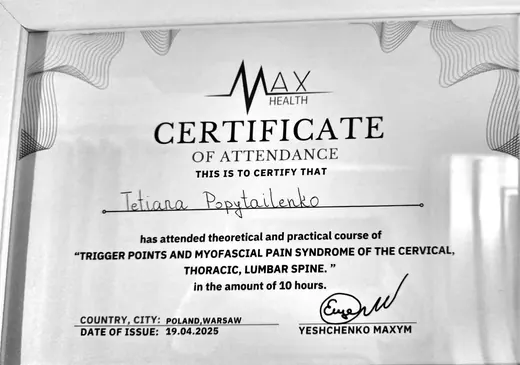 MAX
HEALTH
CERTIFICATE
OF ATTENDANCE
THIS IS TO CERTIFY THAT
Tetiana Popytailenko
has attended theoretical and practical course of
“TRIGGER POINTS AND MYOFASCIAL PAIN SYNDROME OF THE CERVICAL,
THORACIC, LUMBAR SPINE. ”
in the amount of 10 hours.
COUNTRY, CITY: POLAND,WARSAW
DATE OF ISSUE: 19.04.2025
YESHCHENKO MAXYM